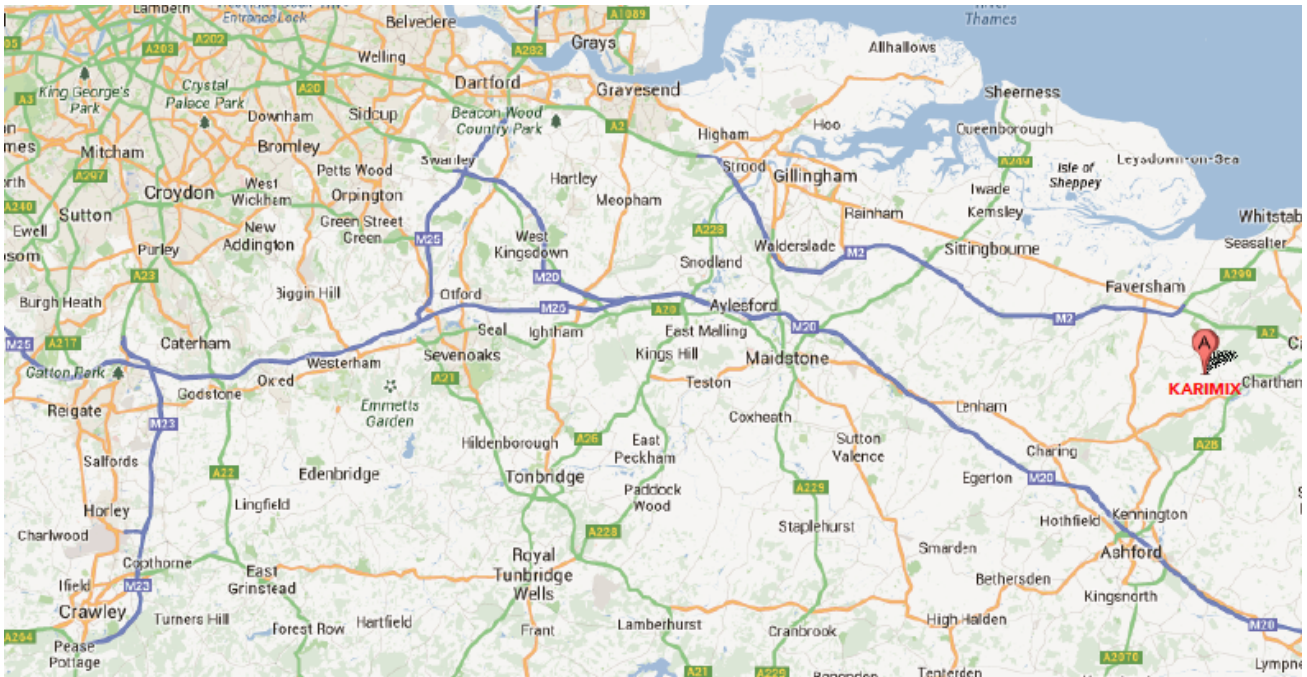 Lambeth
Entrance Lock
River
Thames
A1089
Belvedere
A202
A203
Grays
A282
Allhallows
Welling
King George's
Park
Crystal
Palace Park
A20
Dartford
Gravesend
Sheerness
Downham
Sidcup
Beacon Wood
Country Park
A2
Higham
Hoo
Queenborough
Mitcham
Bromley
Petts Wood
Swanley
Strood
A249
Isle of
Sheppey
Leysdown-on-Sea
A297
Croydon
West
Wickham
Orpington
Hartley
Gillingham
Iwade
A240
Sutton
Green Street
Green
Meopham
Rainham
Kemsley
Whitstab
Ewell
New
Addington
M25
A228
Walderslade
M2
Sittingbourne
Seasalter
Purley
West
Kingsdown
Snodland
A23
M20
A299
Burgh Heath
Biggin Hill
Otford
Aylesford
Faversham
M26
A20
M2
A2
M25
A217
Caterham
Seal
Ightham
East Malling
M20
A
Gatton Park
Westerham
Sevenoaks
Kings Hill
Maidstone
Oxted
A21
Teston
KARIMIX
Chartham
Godstone
Emmetts
Garden
Reigate
M23
Coxheath
Lenham
Hildenborough
A26
East
Peckham
Sutton
Valence
Charing
A28
Salfords
A22
Edenbridge
Tonbridge
Egerton
M20
Lingfield
Paddock
Wood
A229
Horley
Hothfield
Kennington
Charlwood
A228
Staplehurst
Copthorne
Royal
Tunbridge
Wells
Smarden
Ashford
Ifield
M23
East
Grinstead
Bethersden
Kingsnorth
Crawley
Turners Hill
Forest Row
Hartfield
Frant
Lamberhurst
Cranbrook
High Halden
M20
A264
Pease
Pottage
A21
A229
Tenterden
A2070
Lympne